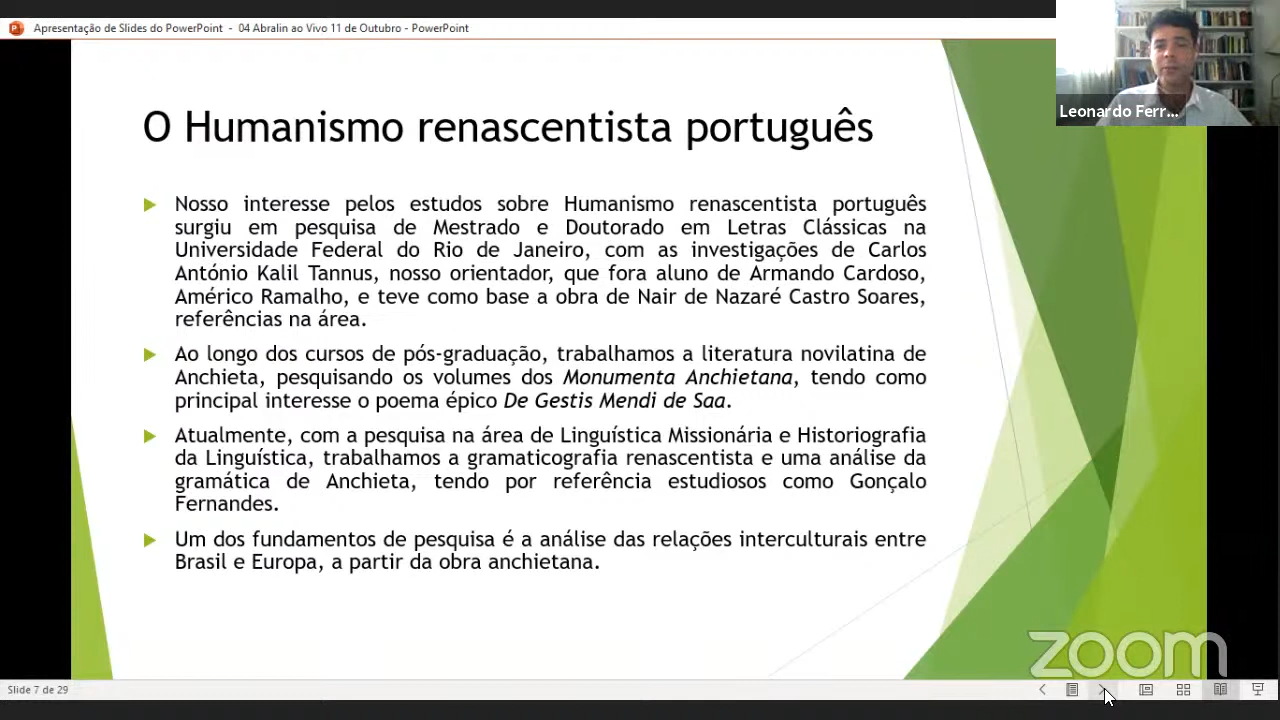 Apresentação de Slides do PowerPoint - 04 Abralin ao Vivo 11 de Outubro - PowerPoint
Leonardo Ferr...
O Humanismo renascentista português
Nosso interesse pelos estudos sobre Humanismo renascentista português
surgiu em pesquisa de Mestrado e Doutorado em Letras Clássicas na
Universidade Federal do Rio de Janeiro, com as investigações de Carlos
António Kalil Tannus, nosso orientador, que fora aluno de Armando Cardoso,
Américo Ramalho, e teve como base a obra de Nair de Nazaré Castro Soares,
referências na área.
Ao longo dos cursos de pós-graduação, trabalhamos a literatura novilatina de
Anchieta, pesquisando os volumes dos Monumenta Anchietana, tendo como
principal interesse o poema épico De Gestis Mendi de Saa.
Atualmente, com a pesquisa na área de Linguística Missionária e Historiografia
da Linguística, trabalhamos a gramaticografia renascentista e uma análise da
gramática de Anchieta, tendo por referência estudiosos como Gonçalo
Fernandes.
Um dos fundamentos de pesquisa é a análise das relações interculturais entre
Brasil e Europa, a partir da obra anchietana.
zoom
Slide 7 de 29